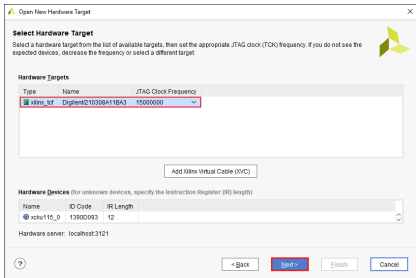 Open New Hardware Target
Select Hardware Target
Select a hardware target from the list of available targets, then set the appropriate JTAG clock (TCK) frequency. If you do not see the
expected devices, decrease the frequency or select a different target.
Hardware Targets
Type Name JTAG Clock Frequency
xilinx_tcf Digilent/210308A11BA3 15000000
Add Xilinx Virtual Cable (XVC)
Hardware Devices (for unknown devices, specify the Instruction Register (IR) length)
Name ID Code IR Length
xcku115_0 1390D093 12
Hardware server: localhost:3121
? < Back Next > Finish Cancel